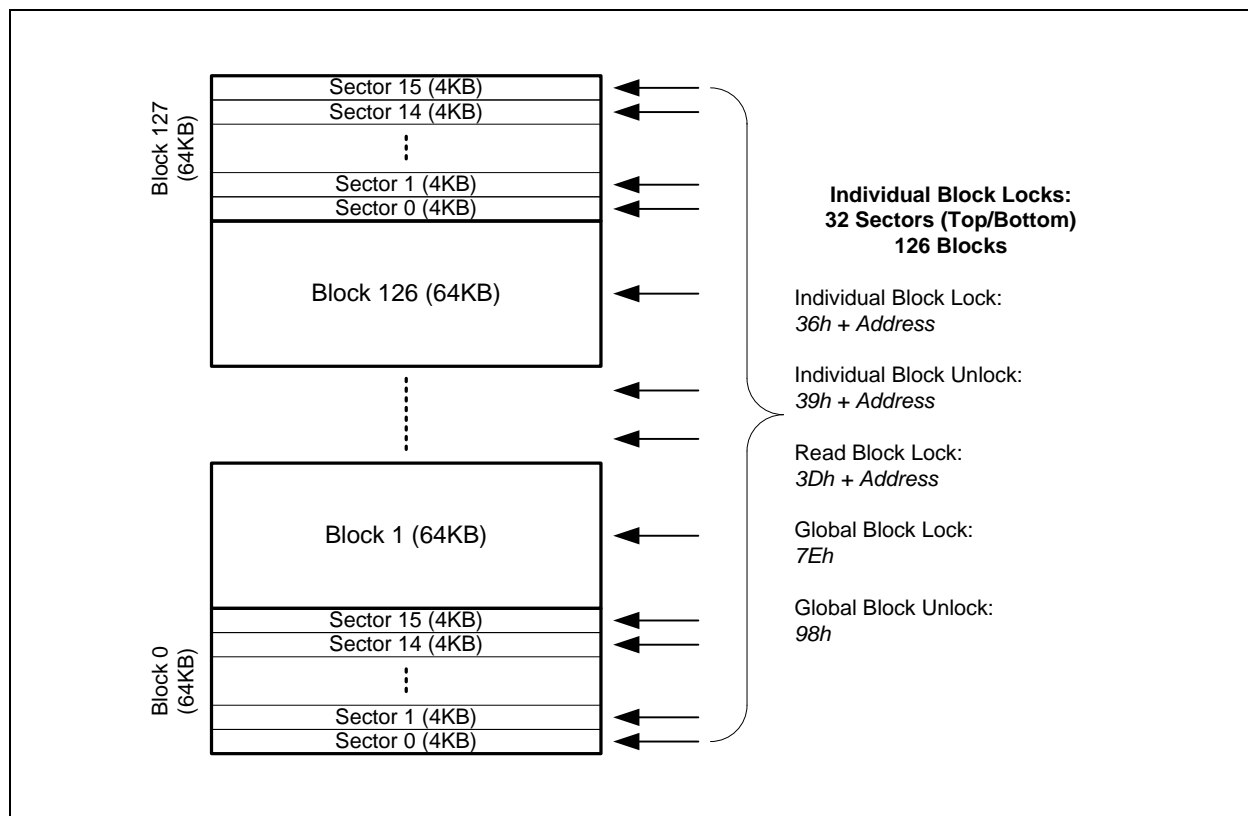 Block 127
(64KB)
Sector 15 (4KB)
Sector 14 (4KB)
Sector 1 (4KB)
Sector 0 (4KB)
Block 126 (64KB)
Block 1 (64KB)
Block 0
(64KB)
Sector 15 (4KB)
Sector 14 (4KB)
Sector 1 (4KB)
Sector 0 (4KB)
Individual Block Locks:
32 Sectors (Top/Bottom)
126 Blocks
Individual Block Lock:
36h + Address
Individual Block Unlock:
39h + Address
Read Block Lock:
3Dh + Address
Global Block Lock:
7Eh
Global Block Unlock:
98h